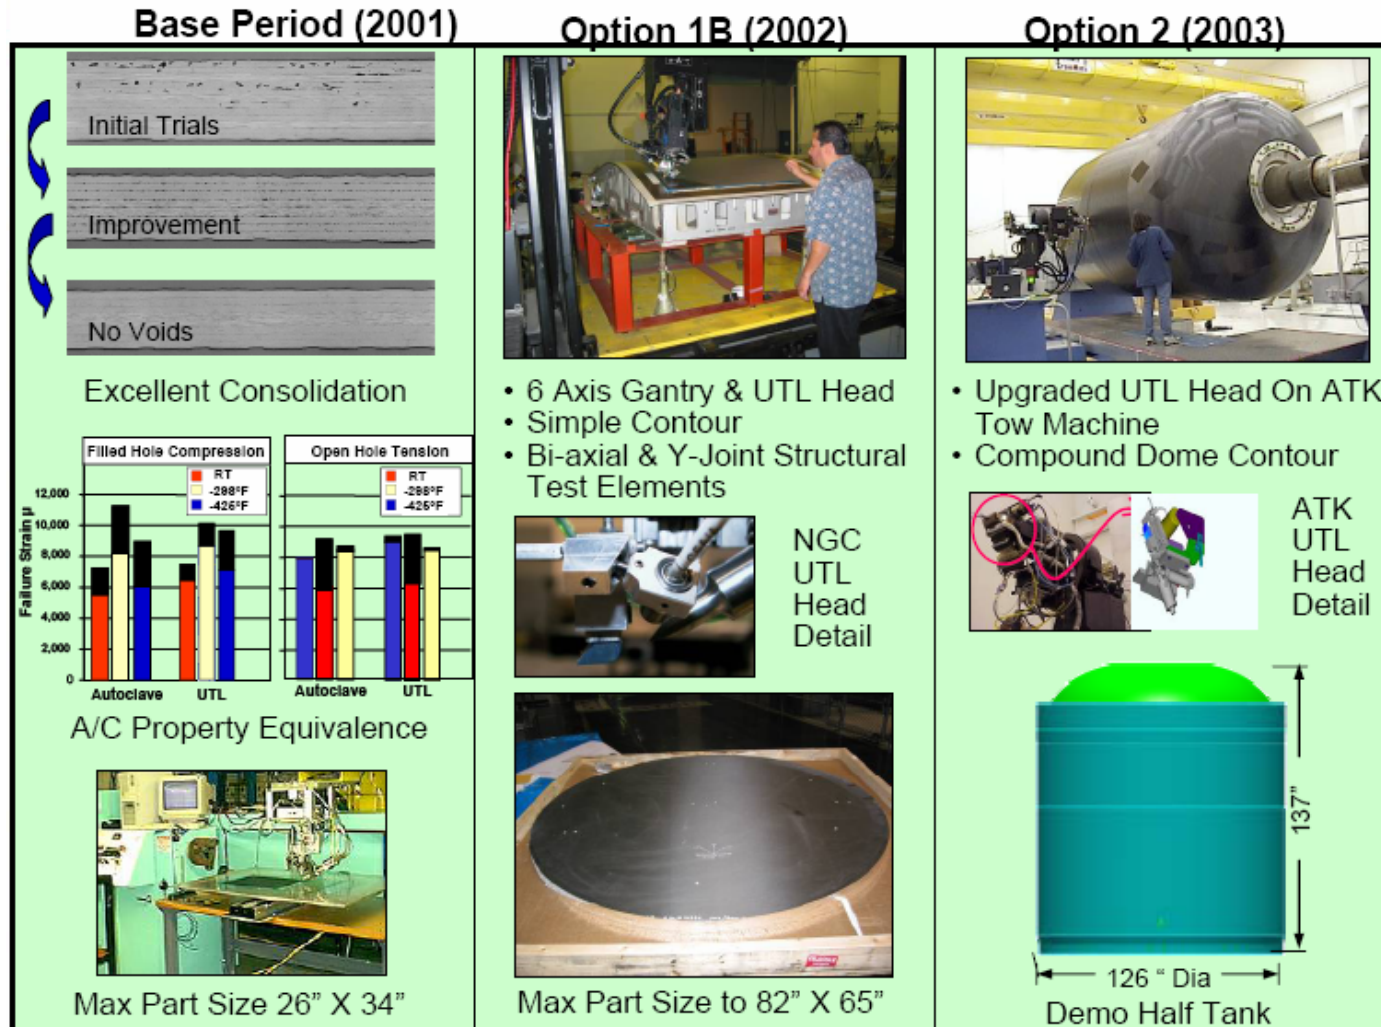 Base Period (2001)
Initial Trials
Improvement
No Voids
Excellent Consolidation
Filled Hole Compression
RT
-298ºF
-425ºF
Open Hole Tension
RT
-298ºF
-425ºF
Failure Strain µ
12,000
10,000
8,000
6,000
4,000
2,000
0
Autoclave
UTL
Autoclave
UTL
A/C Property Equivalence
Max Part Size 26” X 34”
Option 1B (2002)
• 6 Axis Gantry & UTL Head
• Simple Contour
• Bi-axial & Y-Joint Structural
Test Elements
NGC
UTL
Head
Detail
Max Part Size to 82” X 65”
Option 2 (2003)
• Upgraded UTL Head On ATK
Tow Machine
• Compound Dome Contour
ATK
UTL
Head
Detail
137”
126 “ Dia
Demo Half Tank